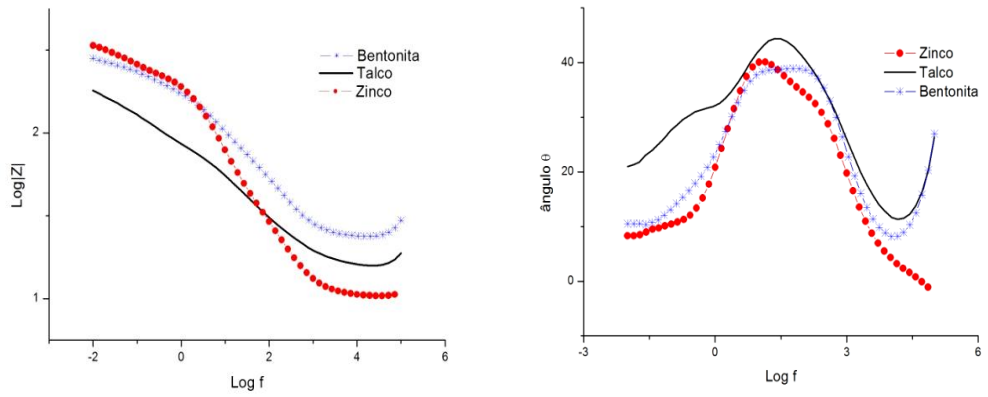 Bentonita
Talco
Zinco
2
1
Log|Z|
-2
0
2
4
6
Log f
Zinco
Talco
Bentonita
40
20
0
ângulo θ
-3
0
3
6
Log f